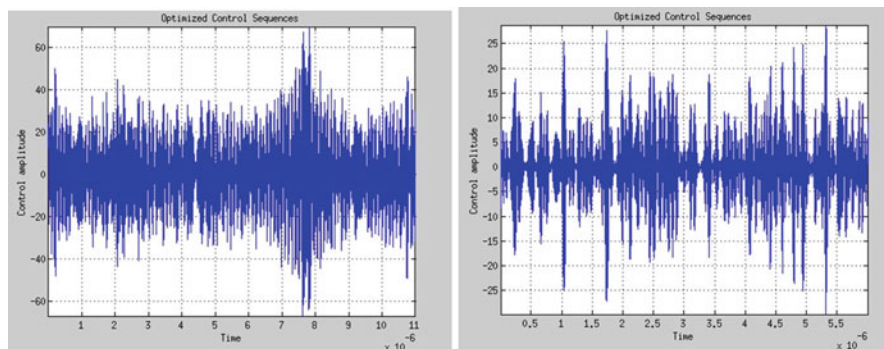 Optimized Control Sequences
Control amplitude
60
40
20
0
-20
-40
-60
1 2 3 4 5 6 7 8 9 10 11
Time
x 10
-6
Optimized Control Sequences
Control amplitude
25
20
15
10
5
0
-5
-10
-15
-20
-25
0.5 1 1.5 2 2.5 3 3.5 4 4.5 5 5.5
Time
x 10
-6